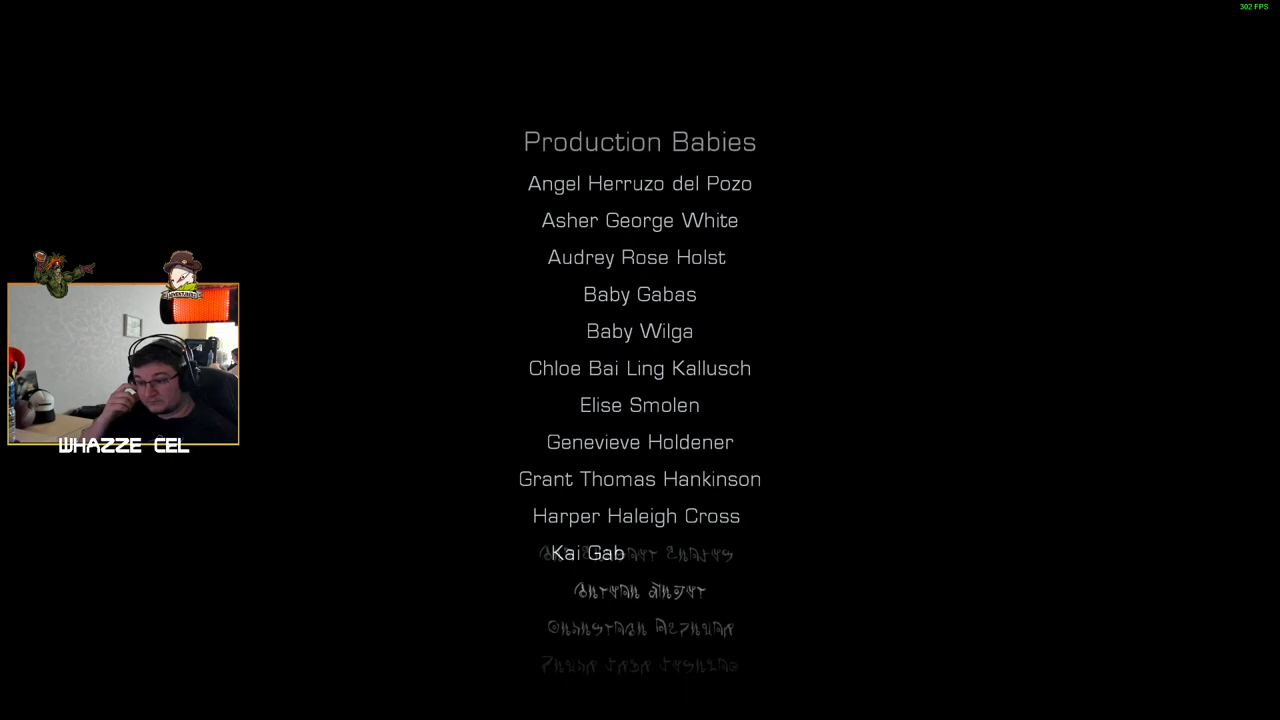 302 FPS
Production Babies
Angel Herruzo del Pozo
Asher George White
Audrey Rose Holst
Baby Gabas
Baby Wilga
Chloe Bai Ling Kallusch
Elise Smolen
Genevieve Holdener
Grant Thomas Hankinson
Harper Haleigh Cross
Kai Gab
WHAZZE CEL